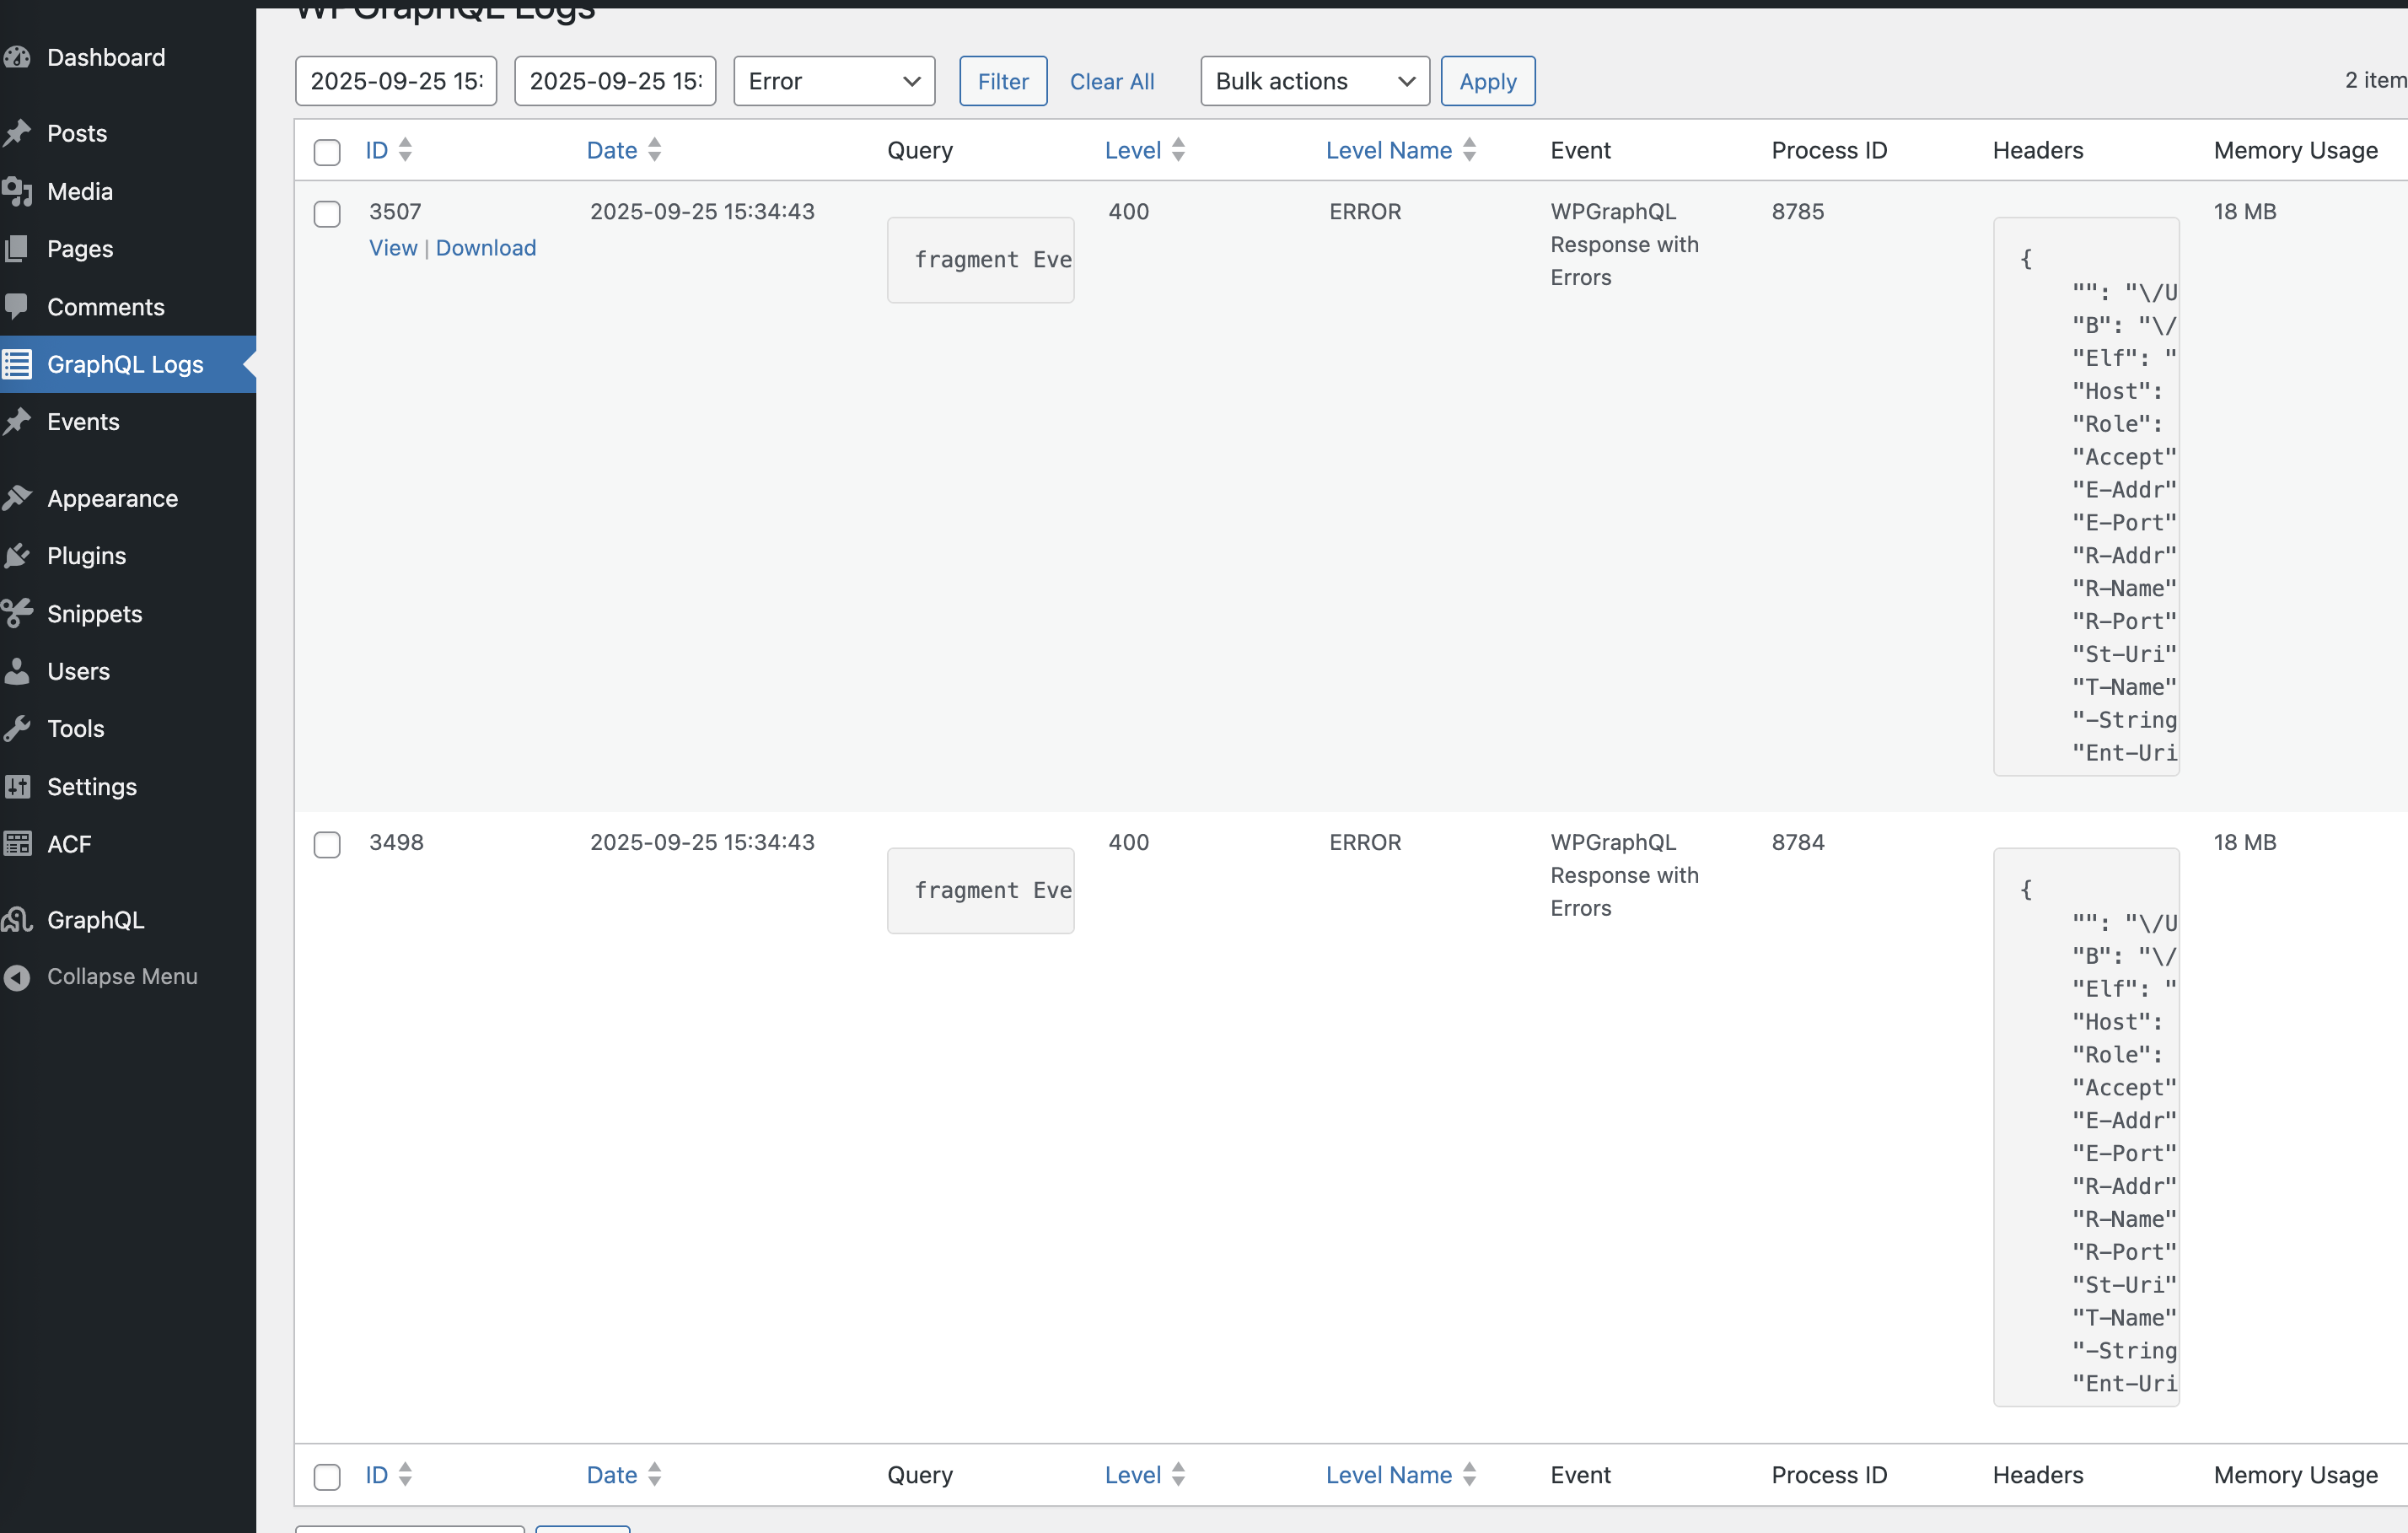 WPGraphQL Logs
Dashboard
Posts
Media
Pages
Comments
GraphQL Logs
Events
Appearance
Plugins
Snippets
Users
Tools
Settings
ACF
GraphQL
Collapse Menu
2025-09-25 15: 2025-09-25 15: Error Filter Clear All Bulk actions Apply 2 item
ID Date Query Level Level Name Event Process ID Headers Memory Usage
3507 2025-09-25 15:34:43 400 ERROR WPGraphQL 8785 18 MB
View | Download
Response with
Errors
fragment Eve
{
"": "\/U
"B": "\/
"Elf": "
"Host":
"Role":
"Accept"
"E-Addr"
"E-Port"
"R-Addr"
"R-Name"
"R-Port"
"St-Uri"
"T-Name"
"-String
"Ent-Uri
3498 2025-09-25 15:34:43 400 ERROR WPGraphQL 8784 18 MB
Response with
Errors
fragment Eve
{
"": "\/U
"B": "\/
"Elf": "
"Host":
"Role":
"Accept"
"E-Addr"
"E-Port"
"R-Addr"
"R-Name"
"R-Port"
"St-Uri"
"T-Name"
"-String
"Ent-Uri
ID Date Query Level Level Name Event Process ID Headers Memory Usage